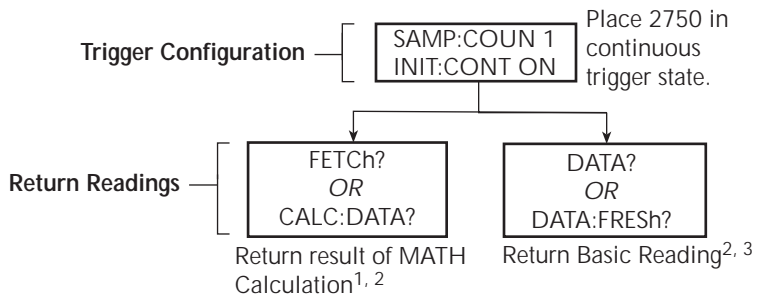 Trigger Configuration
SAMP:COUN 1
INIT:CONT ON
Place 2750 in
continuous
trigger state.
Return Readings
FETCh?
OR
CALC:DATA?
DATA?
OR
DATA:FRESh?
Return result of MATH
Calculation1, 2
Return Basic Reading2, 3